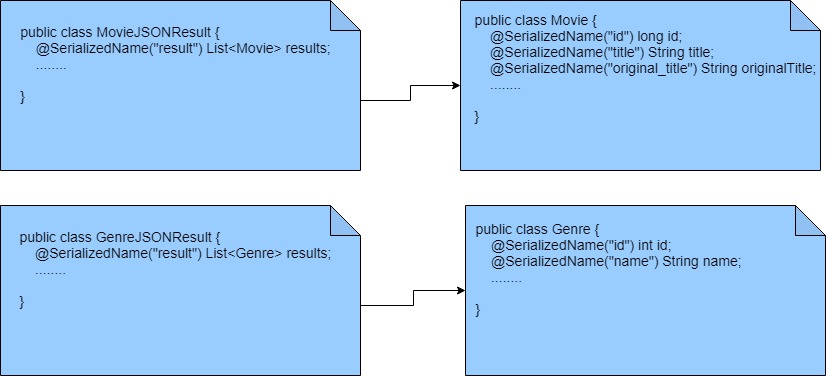 public class MovieJSONResult {
@SerializedName("result") List<Movie> results;
........
}
public class Movie {
@SerializedName("id") long id;
@SerializedName("title") String title;
@SerializedName("original_title") String originalTitle;
........
}
public class GenreJSONResult {
@SerializedName("result") List<Genre> results;
........
}
public class Genre {
@SerializedName("id") int id;
@SerializedName("name") String name;
........
}